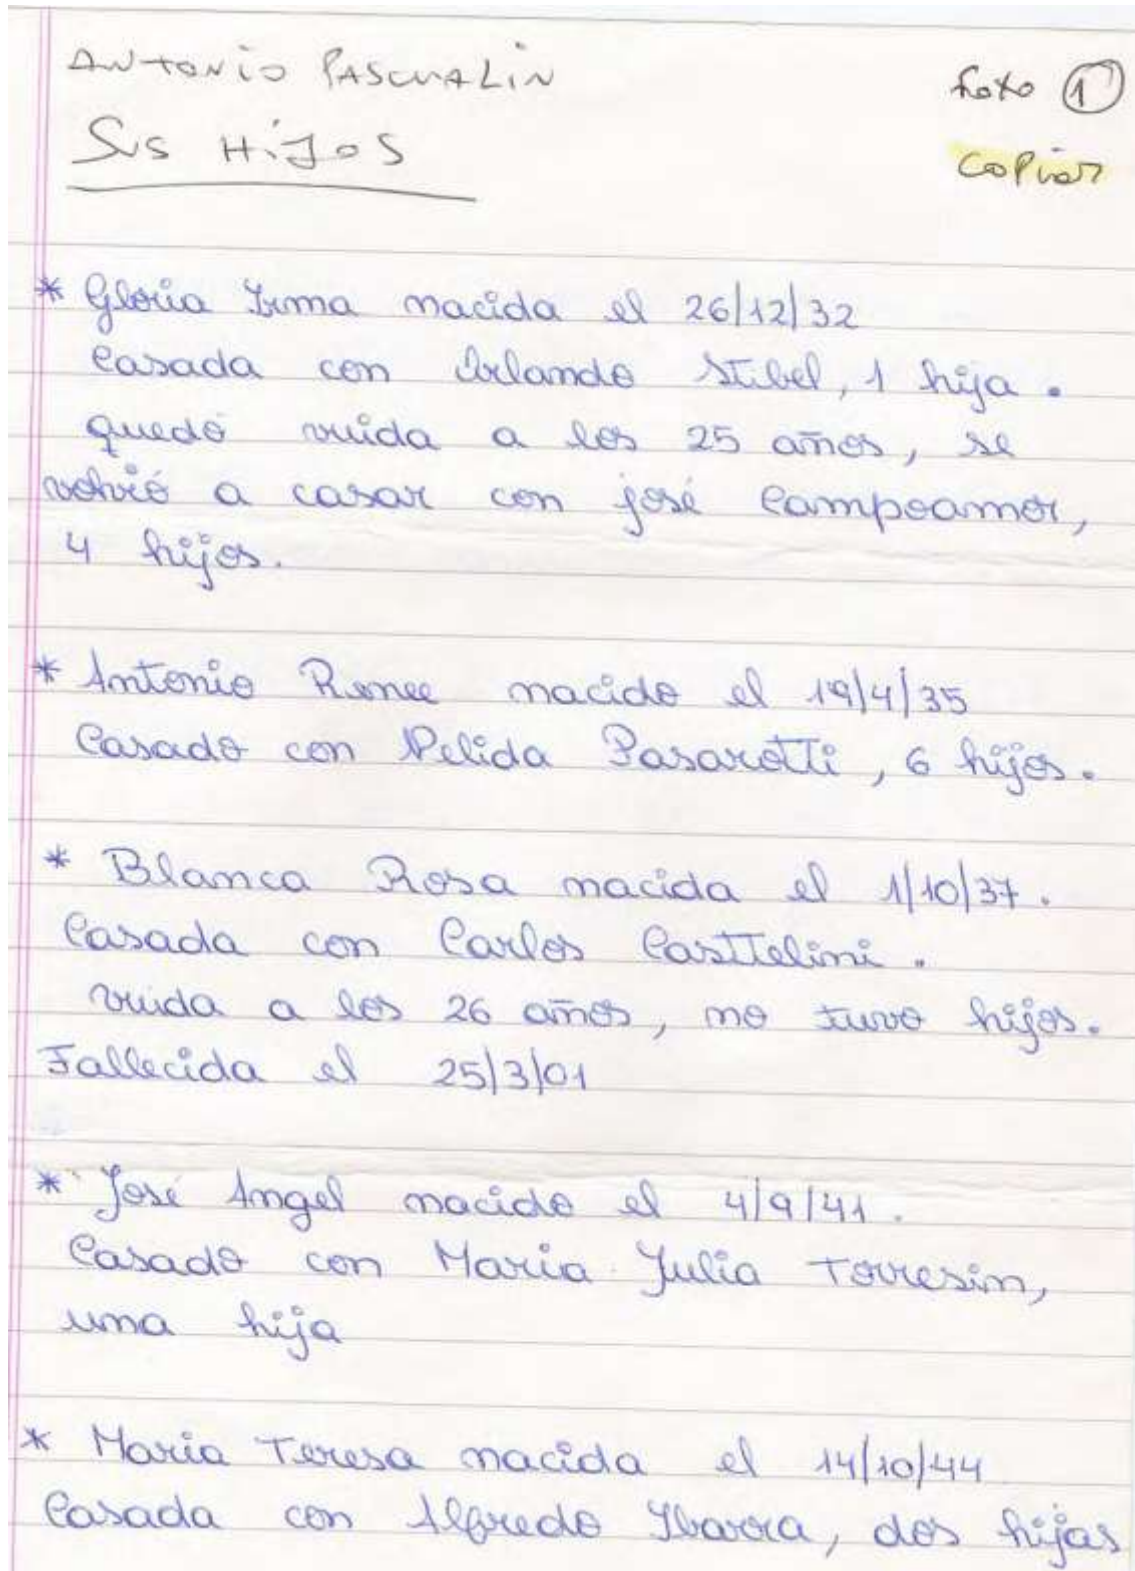 ANTONIO PASCUALIN
foto 1
SUS HIJOS
copiar
* Gloria Irma nacida el 26/12/32
Casada con Orlando Stibel, 1 hija.
quedó viuda a los 25 años, se
volvió a casar con josé Campoamor,
4 hijos.
* Antonio Renee nacido el 19/4/35
Casado con Nelida Pasarotti, 6 hijos.
* Blanca Rosa nacida el 1/10/37.
Casada con Carlos Casttelini.
viuda a los 26 años, no tuvo hijos.
Fallecida el 25/3/01
* José Angel nacido el 4/9/41.
Casado con Maria Julia Torresin,
una hija
* Maria Teresa nacida el 14/10/44
Casada con Alfredo Ibarra, dos hijas